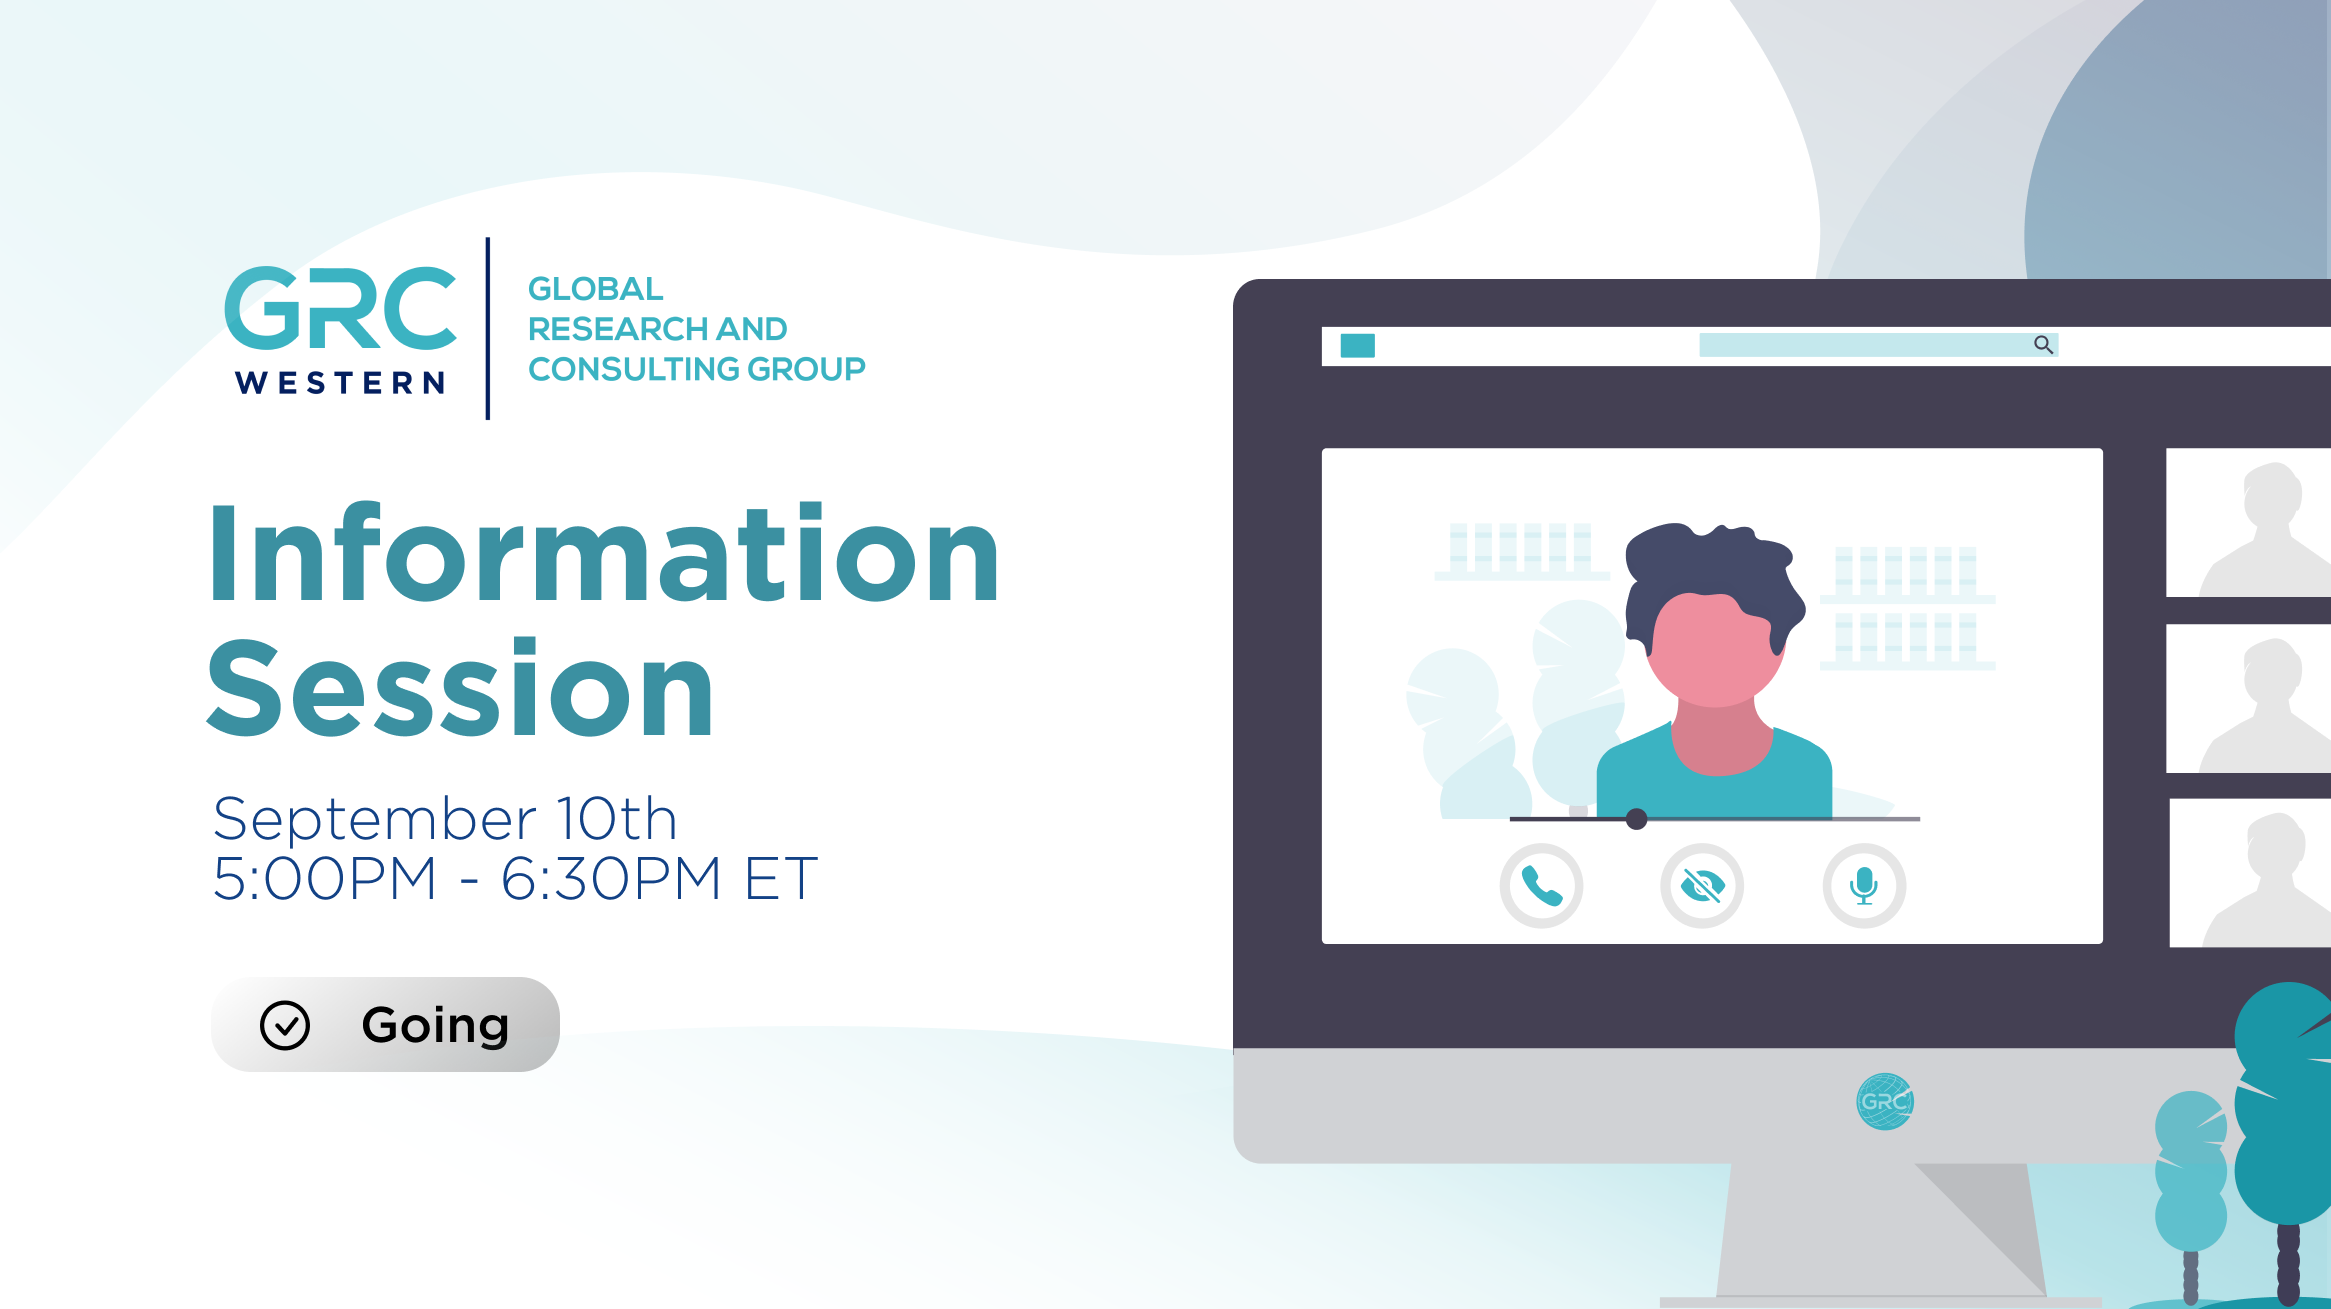 GRC
WESTERN
GLOBAL
RESEARCH AND
CONSULTING GROUP
Information
Session
September 10th
5:00PM - 6:30PM ET
Going
GRC